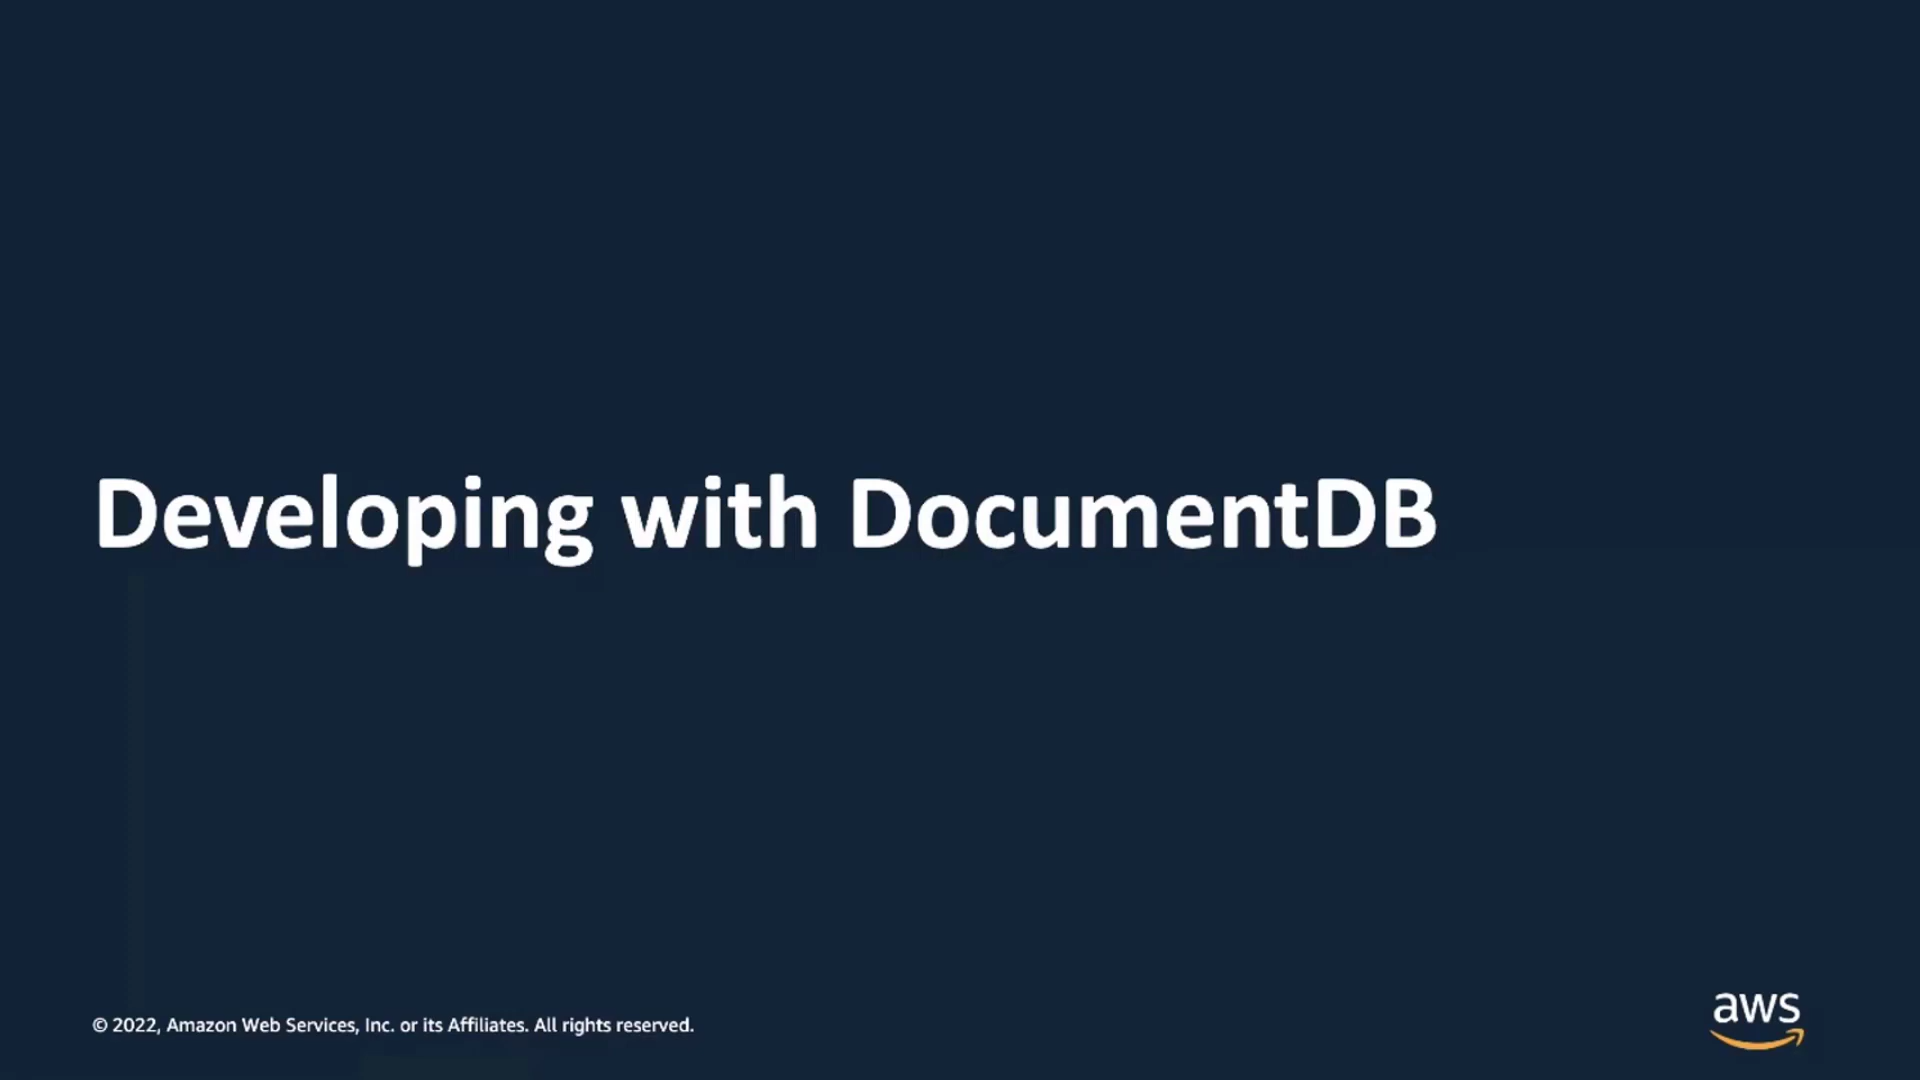 Developing with DocumentDB
© 2022, Amazon Web Services, Inc. or its Affiliates. All rights reserved.
aws